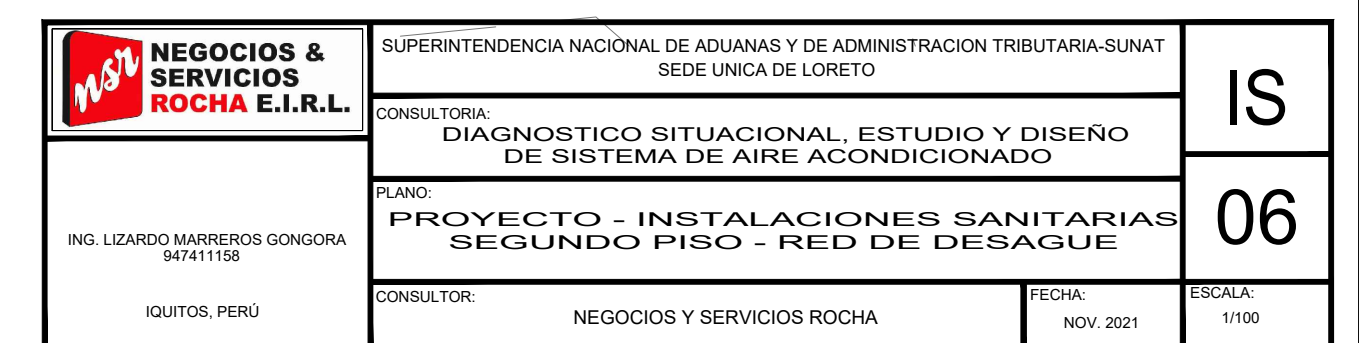 nsr
NEGOCIOS &
SERVICIOS
ROCHA E.I.R.L.
ING. LIZARDO MARREROS GONGORA
947411158
IQUITOS, PERÚ
SUPERINTENDENCIA NACIONAL DE ADUANAS Y DE ADMINISTRACION TRIBUTARIA-SUNAT
SEDE UNICA DE LORETO
CONSULTORIA:
DIAGNOSTICO SITUACIONAL, ESTUDIO Y DISEÑO
DE SISTEMA DE AIRE ACONDICIONADO
PLANO:
PROYECTO - INSTALACIONES SANITARIAS
SEGUNDO PISO - RED DE DESAGUE
CONSULTOR:
NEGOCIOS Y SERVICIOS ROCHA
FECHA:
NOV. 2021
IS
06
ESCALA:
1/100